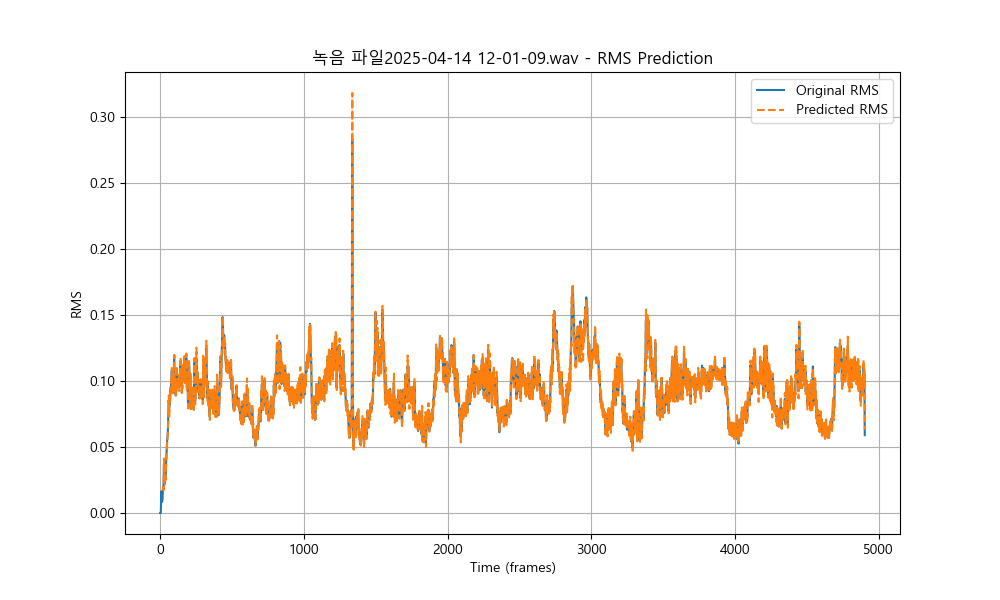 녹음 파일2025-04-14 12-01-09.wav - RMS Prediction
Original RMS
Predicted RMS
RMS
0.30
0.25
0.20
0.15
0.10
0.05
0.00
0 1000 2000 3000 4000 5000
Time (frames)